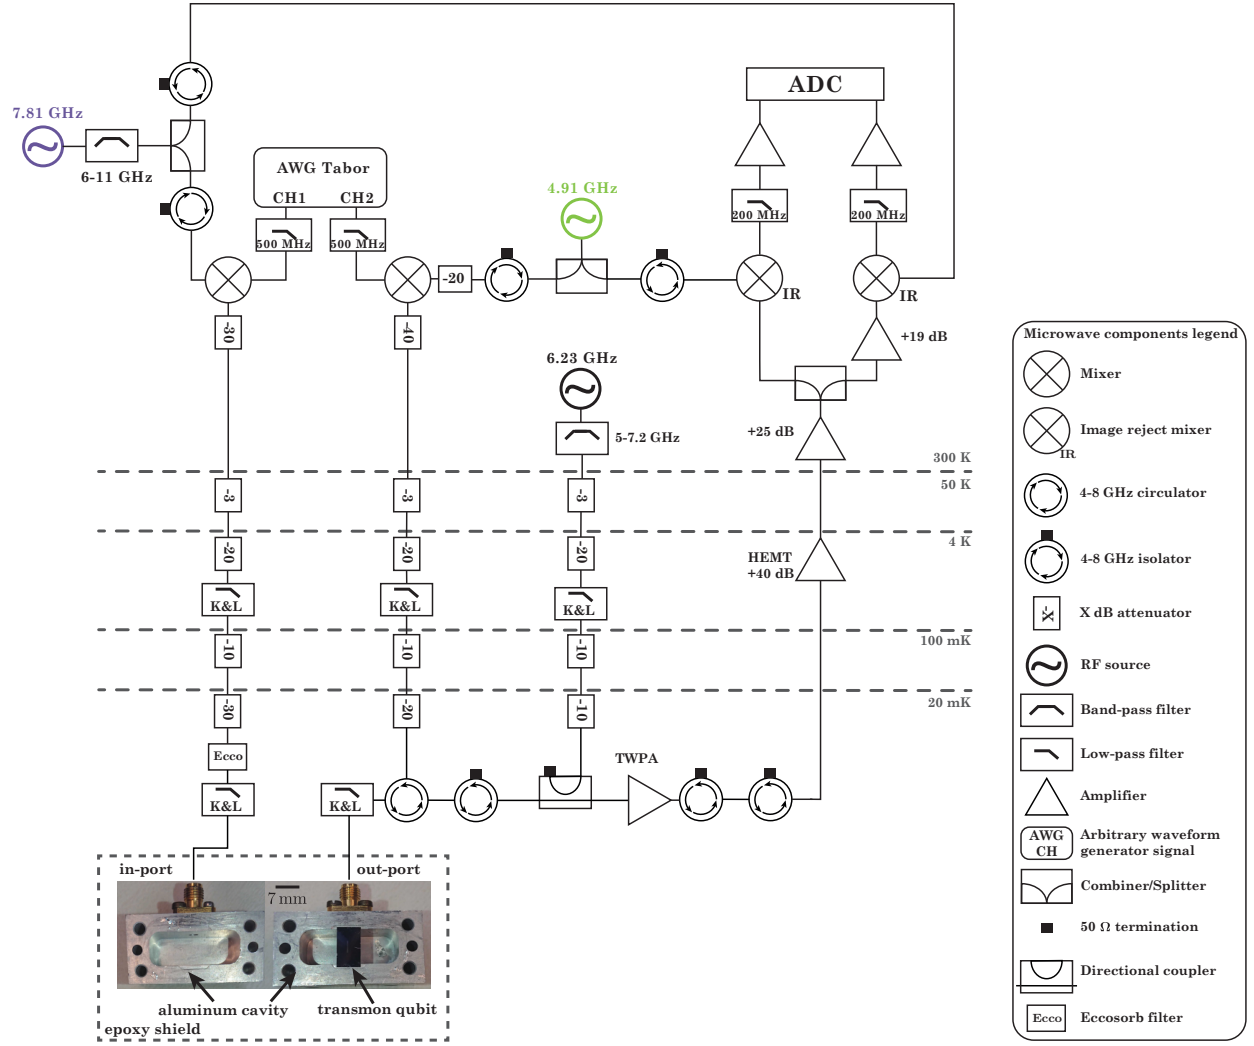 7.81 GHz
6-11 GHz
AWG Tabor
CH1
CH2
500 MHz
500 MHz
4.91 GHz
ADC
200 MHz
200 MHz
-20
IR
IR
-30
-40
+19 dB
6.23 GHz
5-7.2 GHz
+25 dB
300 K
50 K
-3
-3
-3
4 K
-20
-20
-20
HEMT
+40 dB
K&L
K&L
K&L
100 mK
-10
-10
-10
20 mK
-30
-20
-10
Ecco
TWPA
K&L
K&L
in-port
out-port
7 mm
aluminum cavity
transmon qubit
epoxy shield
Microwave components legend
Mixer
Image reject mixer
IR
4-8 GHz circulator
4-8 GHz isolator
-X
X dB attenuator
RF source
Band-pass filter
Low-pass filter
Amplifier
AWG
CH
Arbitrary waveform
generator signal
Combiner/Splitter
50 Ω termination
Directional coupler
Ecco
Eccosorb filter